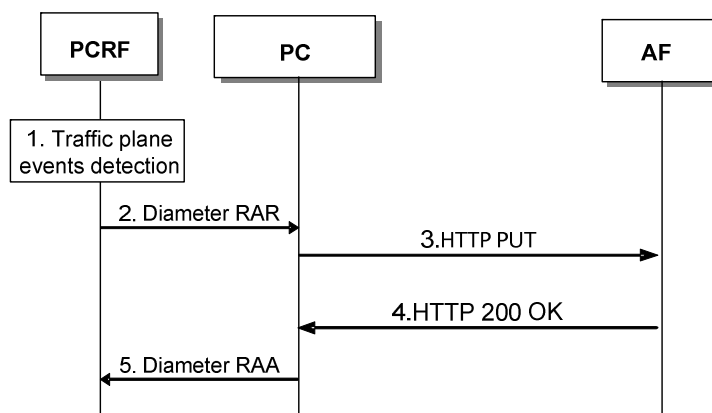 PCRF
PC
AF
1. Traffic plane
events detection
2. Diameter RAR
3.HTTP PUT
4.HTTP 200 OK
5. Diameter RAA